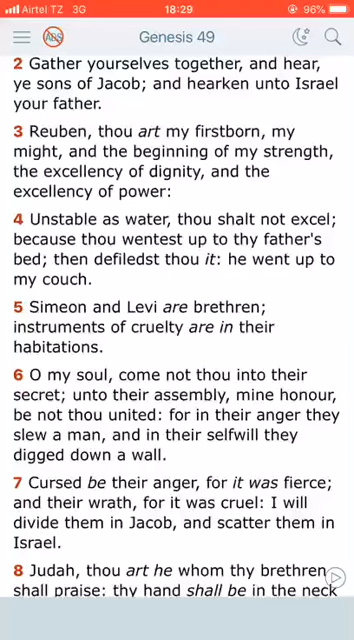 Airtel TZ 3G 18:29 96%
ADS Genesis 49
2 Gather yourselves together, and hear,
ye sons of Jacob; and hearken unto Israel
your father.
3 Reuben, thou art my firstborn, my
might, and the beginning of my strength,
the excellency of dignity, and the
excellency of power:
4 Unstable as water, thou shalt not excel;
because thou wentest up to thy father's
bed; then defiledst thou it: he went up to
my couch.
5 Simeon and Levi are brethren;
instruments of cruelty are in their
habitations.
6 O my soul, come not thou into their
secret; unto their assembly, mine honour,
be not thou united: for in their anger they
slew a man, and in their selfwill they
digged down a wall.
7 Cursed be their anger, for it was fierce;
and their wrath, for it was cruel: I will
divide them in Jacob, and scatter them in
Israel.
8 Judah, thou art he whom thy brethren
shall praise: thy hand shall be in the neck